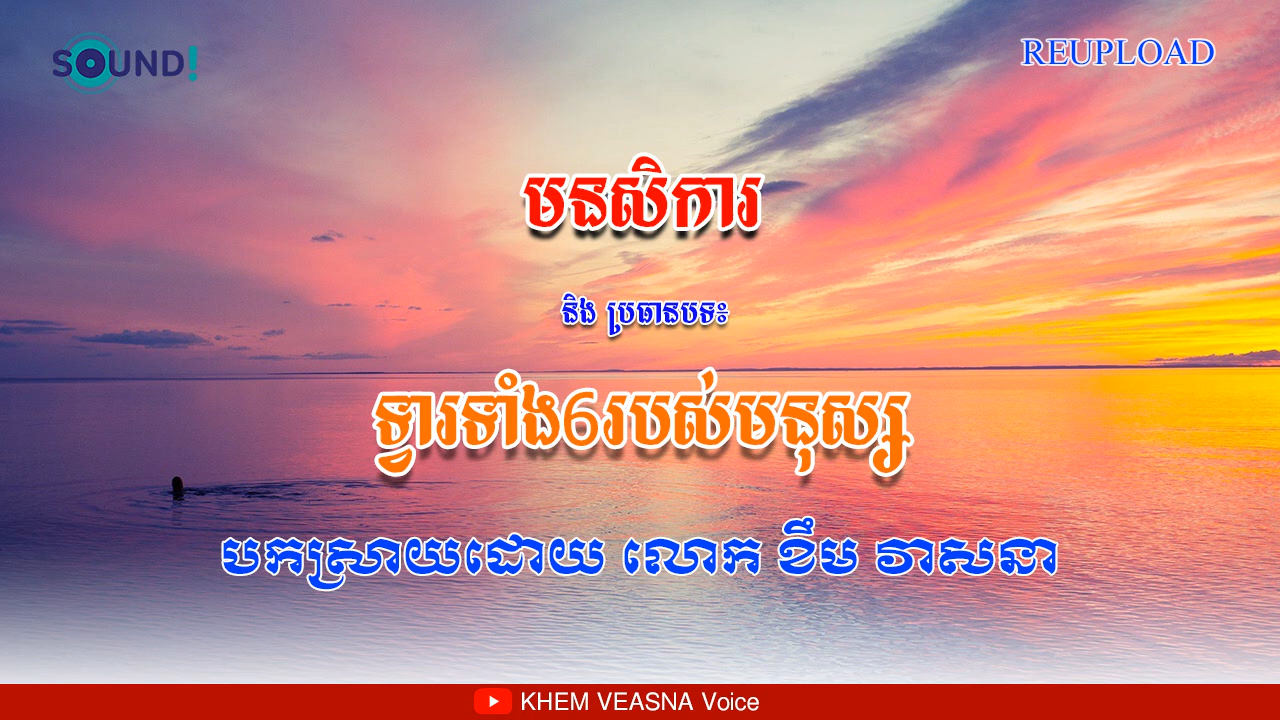 SOUND!
REUPLOAD
មនសិការ
និង ប្រធានបទ៖
ទ្វារទាំង6របស់មនុស្ស
បកស្រាយដោយ លោក ខឹម វាសនា
KHEM VEASNA Voice